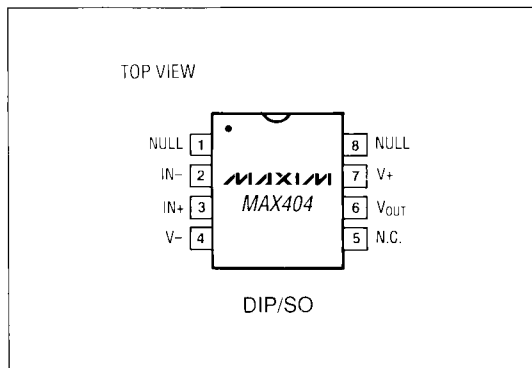 TOP VIEW
NULL 1
IN– 2
IN+ 3
V– 4
MAXIM
MAX404
8 NULL
7 V+
6 VOUT
5 N.C.
DIP/SO